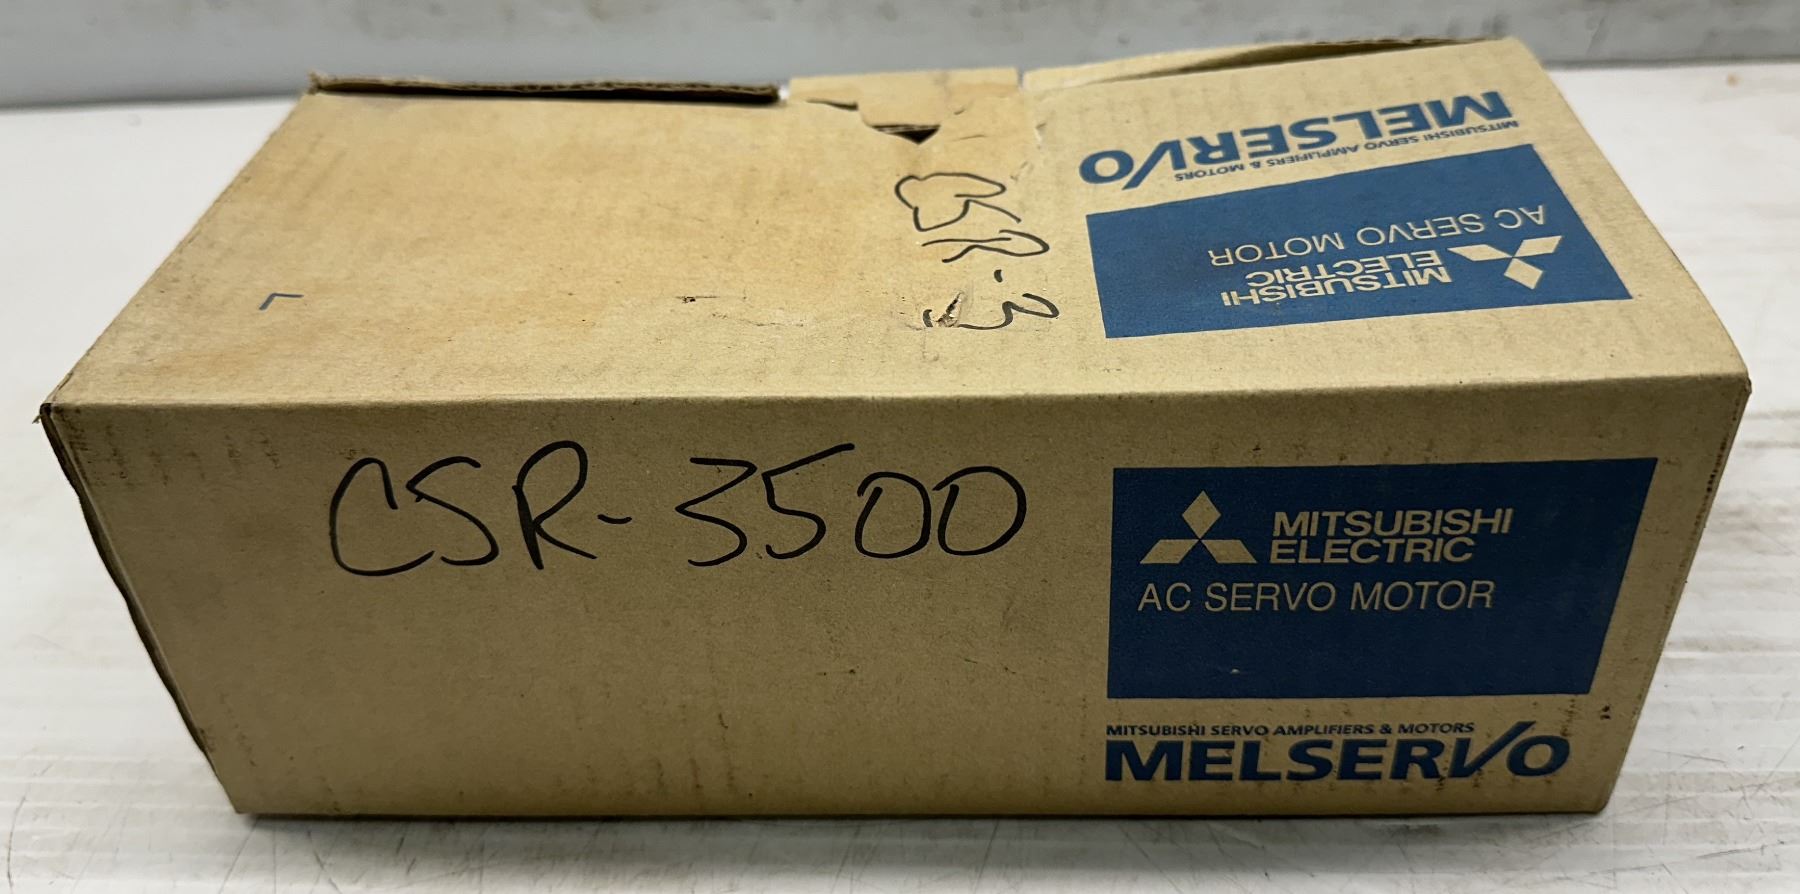 MITSUBISHI SERVO AMPLIFIERS & MOTORS
MELSERVO
MITSUBISHI
ELECTRIC
AC SERVO MOTOR
CSR-3
CSR-3500
MITSUBISHI
ELECTRIC
AC SERVO MOTOR
MITSUBISHI SERVO AMPLIFIERS & MOTORS
MELSERVO